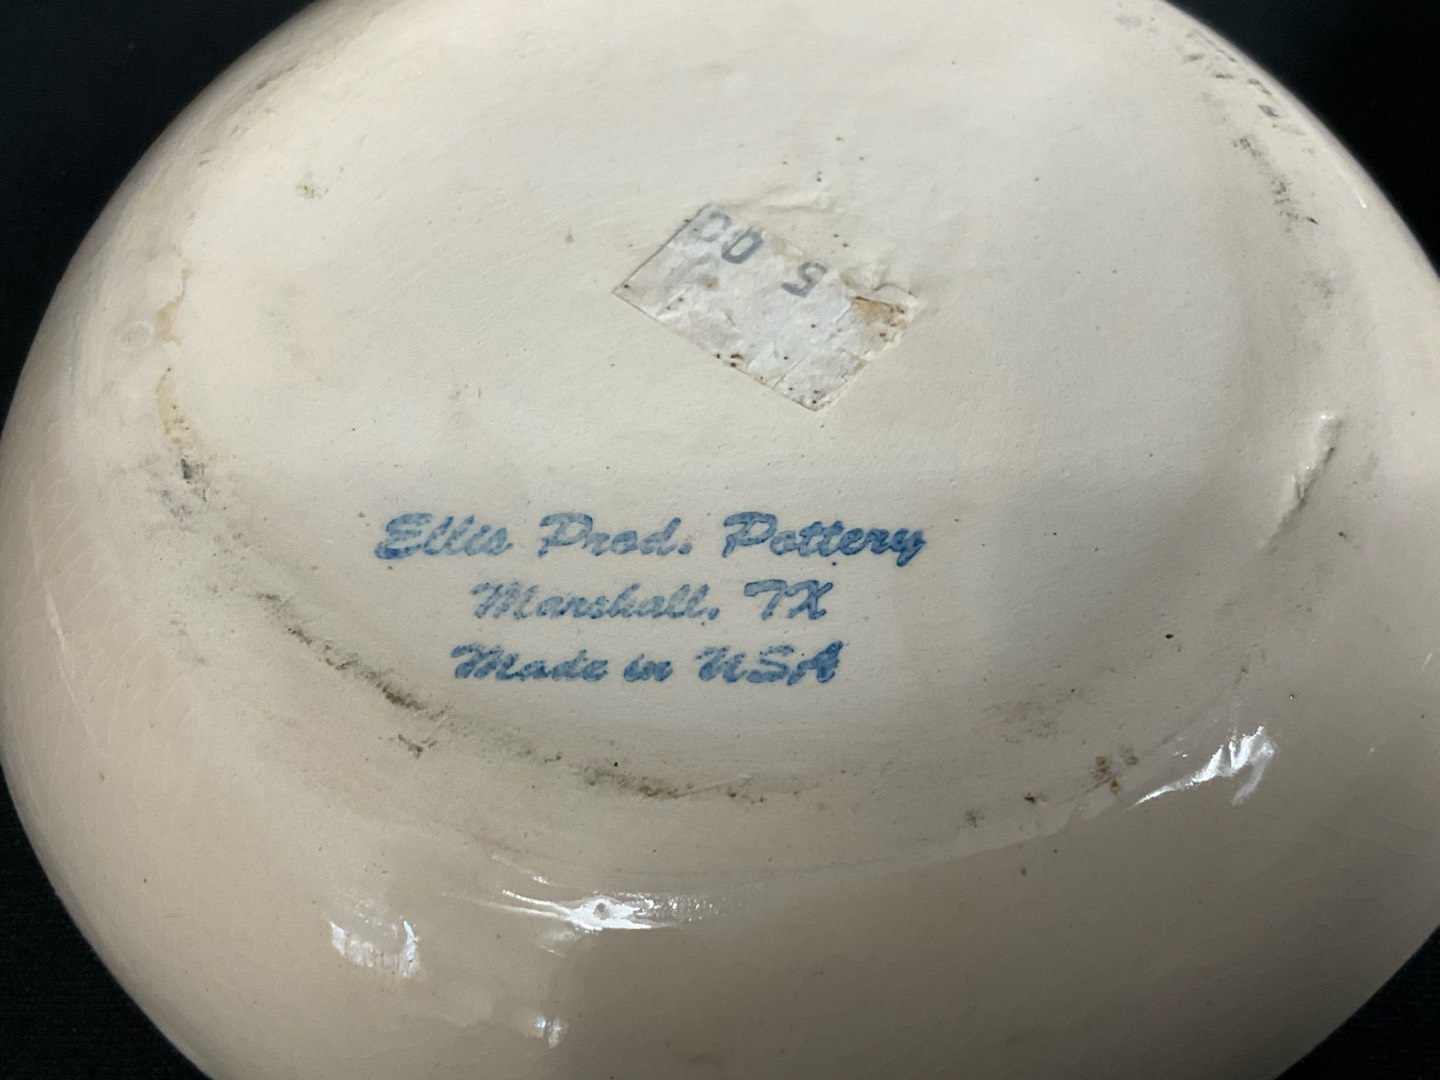 5 00
Ellis Prod. Pottery
Marshall, TX
Made in USA